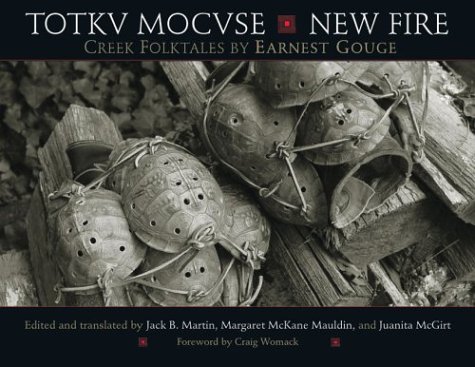 TOTKV MOCVSE ▪ NEW FIRE
CREEK FOLKTALES BY EARNEST GOUGE
Edited and translated by Jack B. Martin, Margaret McKane Mauldin, and Juanita McGirt
Foreword by Craig Womack